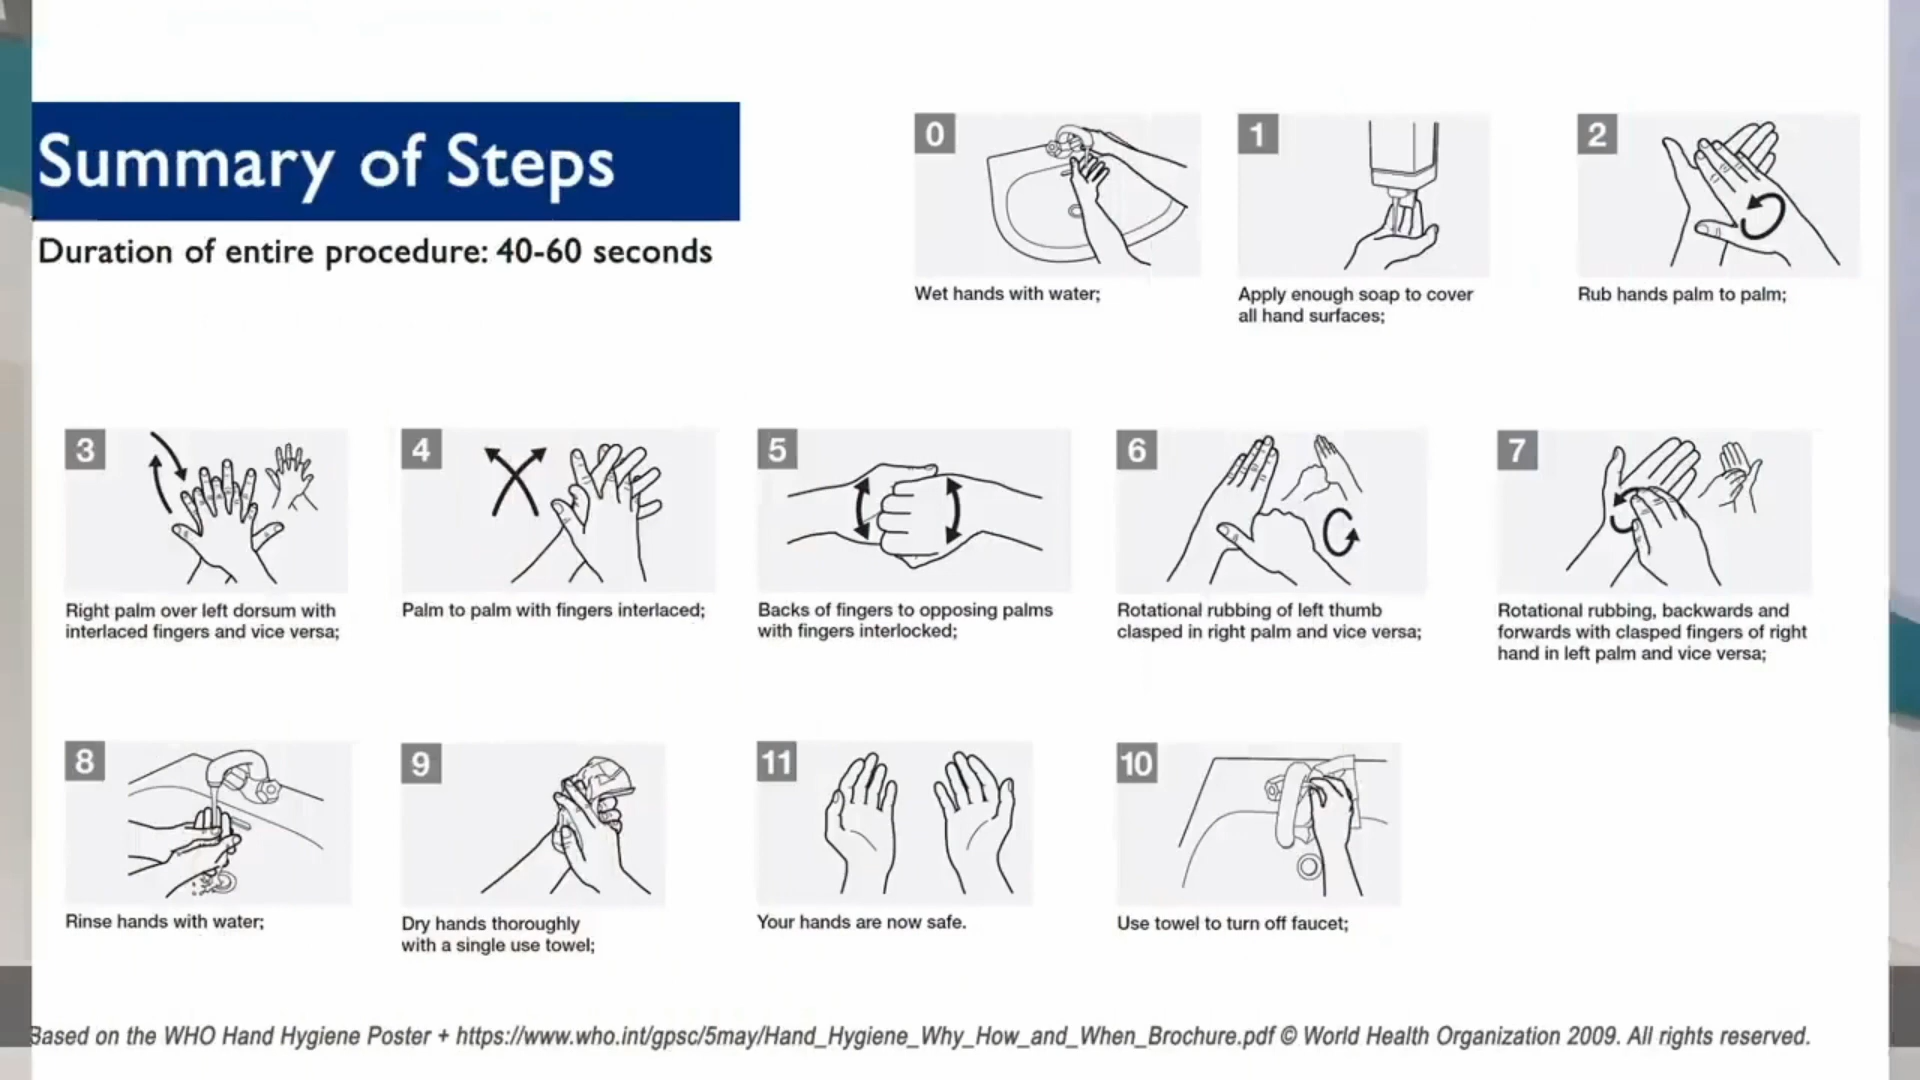 Summary of Steps
Duration of entire procedure: 40-60 seconds
0
Wet hands with water;
1
Apply enough soap to cover
all hand surfaces;
2
Rub hands palm to palm;
3
Right palm over left dorsum with
interlaced fingers and vice versa;
4
Palm to palm with fingers interlaced;
5
Backs of fingers to opposing palms
with fingers interlocked;
6
Rotational rubbing of left thumb
clasped in right palm and vice versa;
7
Rotational rubbing, backwards and
forwards with clasped fingers of right
hand in left palm and vice versa;
8
Rinse hands with water;
9
Dry hands thoroughly
with a single use towel;
11
Your hands are now safe.
10
Use towel to turn off faucet;
Based on the WHO Hand Hygiene Poster + https://www.who.int/gpsc/5may/Hand_Hygiene_Why_How_and_When_Brochure.pdf © World Health Organization 2009. All rights reserved.